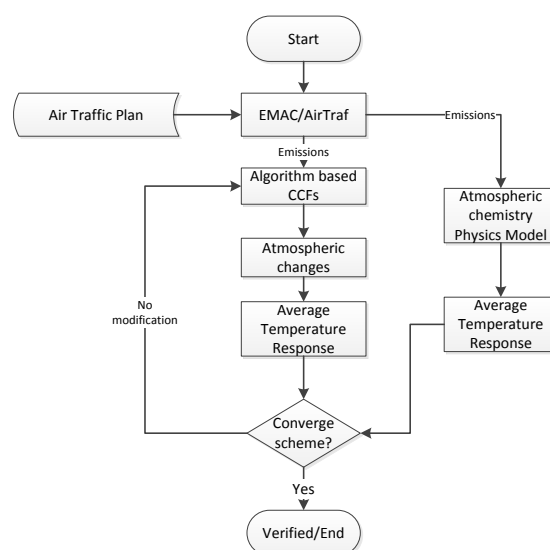 Start
Air Traffic Plan
EMAC/AirTraf
Emissions
Emissions
Algorithm based
CCFs
Atmospheric
chemistry
Physics Model
Atmospheric
changes
No
modification
Average
Temperature
Response
Average
Temperature
Response
Converge
scheme?
Yes
Verified/End